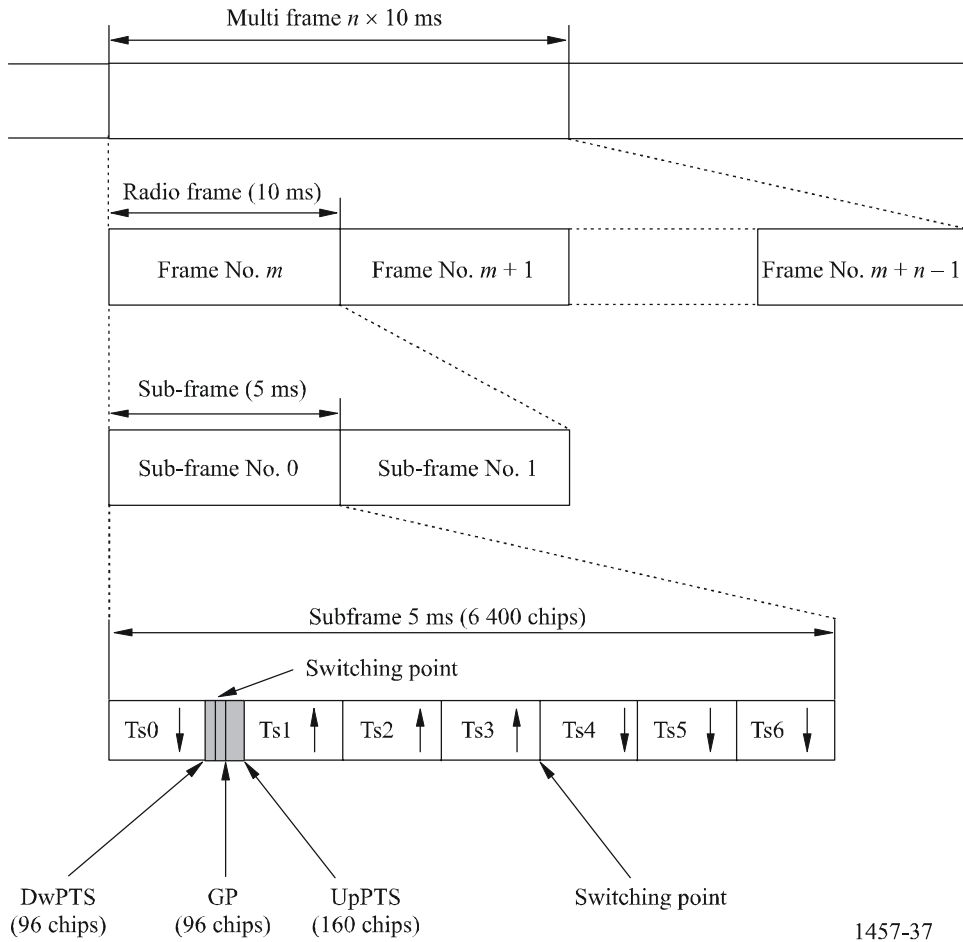 Multi frame n × 10 ms
Radio frame (10 ms)
Frame No. m
Frame No. m + 1
Frame No. m + n – 1
Sub-frame (5 ms)
Sub-frame No. 0
Sub-frame No. 1
Subframe 5 ms (6 400 chips)
Switching point
Ts0
Ts1
Ts2
Ts3
Ts4
Ts5
Ts6
DwPTS
(96 chips)
GP
(96 chips)
UpPTS
(160 chips)
Switching point
1457-37